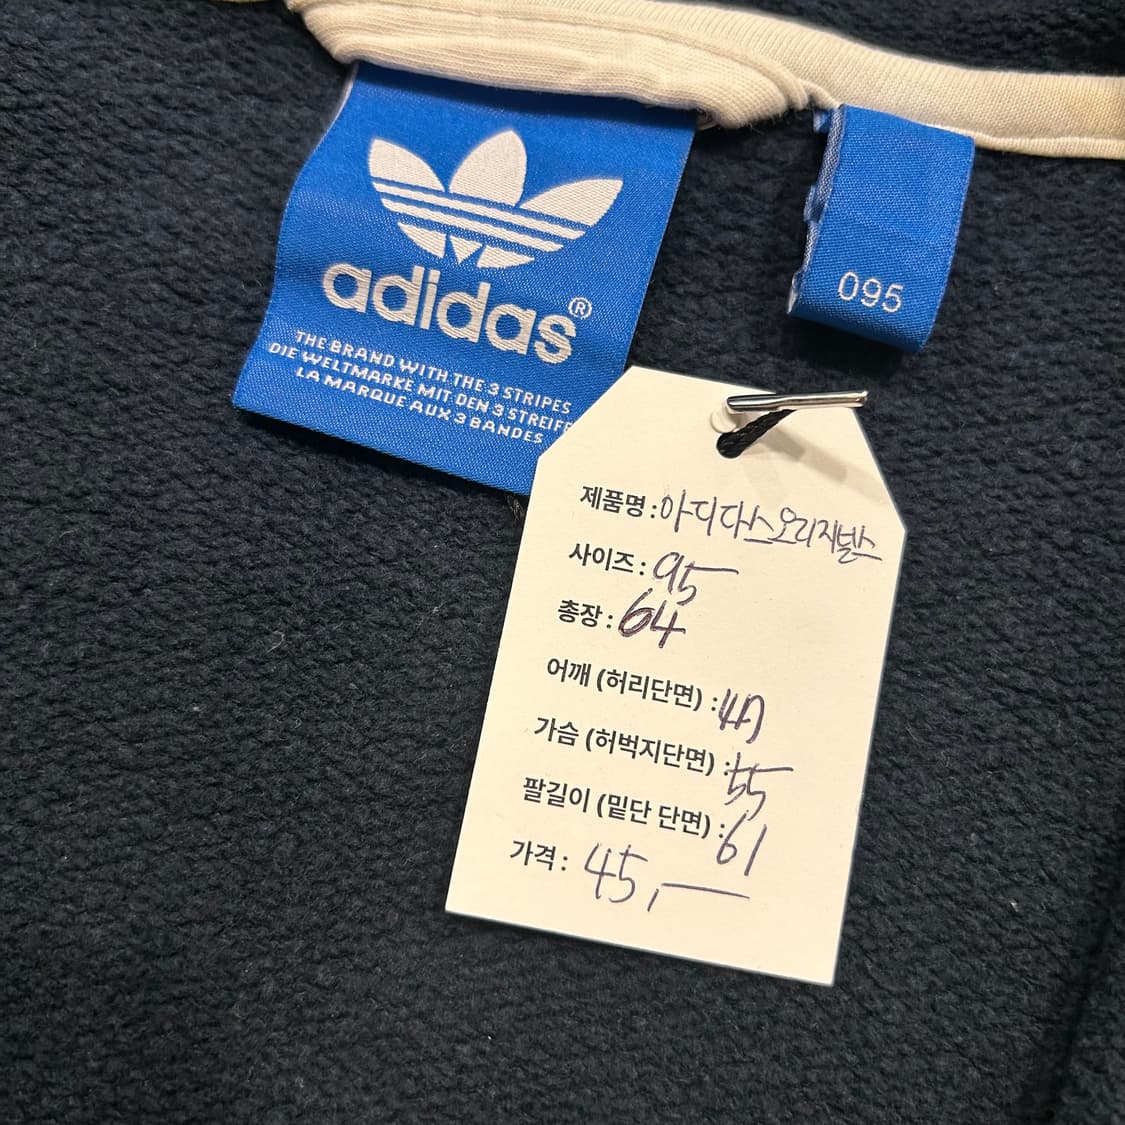 adidas®
THE BRAND WITH THE 3 STRIPES
DIE WELTMARKE MIT DEN 3 STREIF
LA MARQUE AUX 3 BANDES
095
제품명 : 아디다스오리지널스
사이즈 : 95
총장 : 64
어깨 (허리단면) : 47
가슴 (허벅지단면) : 55
팔길이 (밑단 단면) : 61
가격 : 45,—